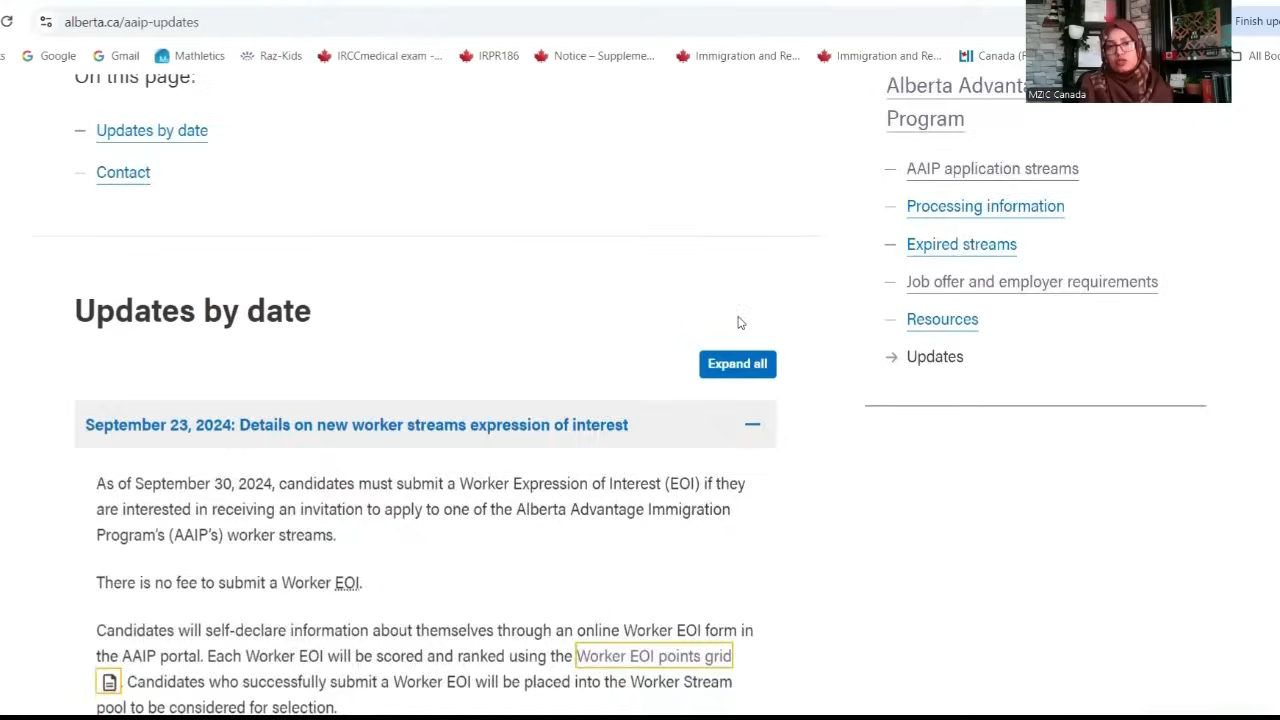 alberta.ca/aaip-updates
Finish up
Google
Gmail
Mathletics
Raz-Kids
IRCCmedical exam -...
IRPR186
Notice – Suppleme...
Immigration and Re...
Immigration and Re...
Canada (
All Boo
MZIC Canada
On this page:
Updates by date
Contact
Alberta Advant
Program
AAIP application streams
Processing information
Expired streams
Job offer and employer requirements
Resources
Updates
Updates by date
Expand all
September 23, 2024: Details on new worker streams expression of interest
As of September 30, 2024, candidates must submit a Worker Expression of Interest (EOI) if they
are interested in receiving an invitation to apply to one of the Alberta Advantage Immigration
Program's (AAIP's) worker streams.
There is no fee to submit a Worker EOI.
Candidates will self-declare information about themselves through an online Worker EOI form in
the AAIP portal. Each Worker EOI will be scored and ranked using the Worker EOI points grid
. Candidates who successfully submit a Worker EOI will be placed into the Worker Stream
pool to be considered for selection.